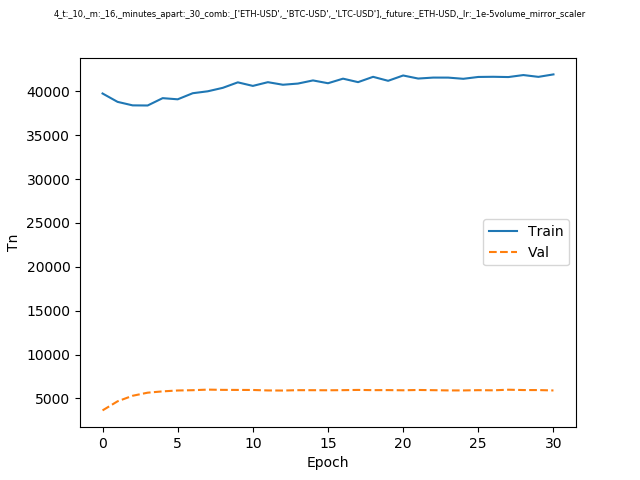 4_t:_10,_m:_16,_minutes_apart:_30_comb:_['ETH-USD',_'BTC-USD',_'LTC-USD'],_future:_ETH-USD,_lr:_1e-5volume_mirror_scaler
40000
35000
30000
25000
20000
15000
10000
5000
Tn
Train
Val
0 5 10 15 20 25 30
Epoch